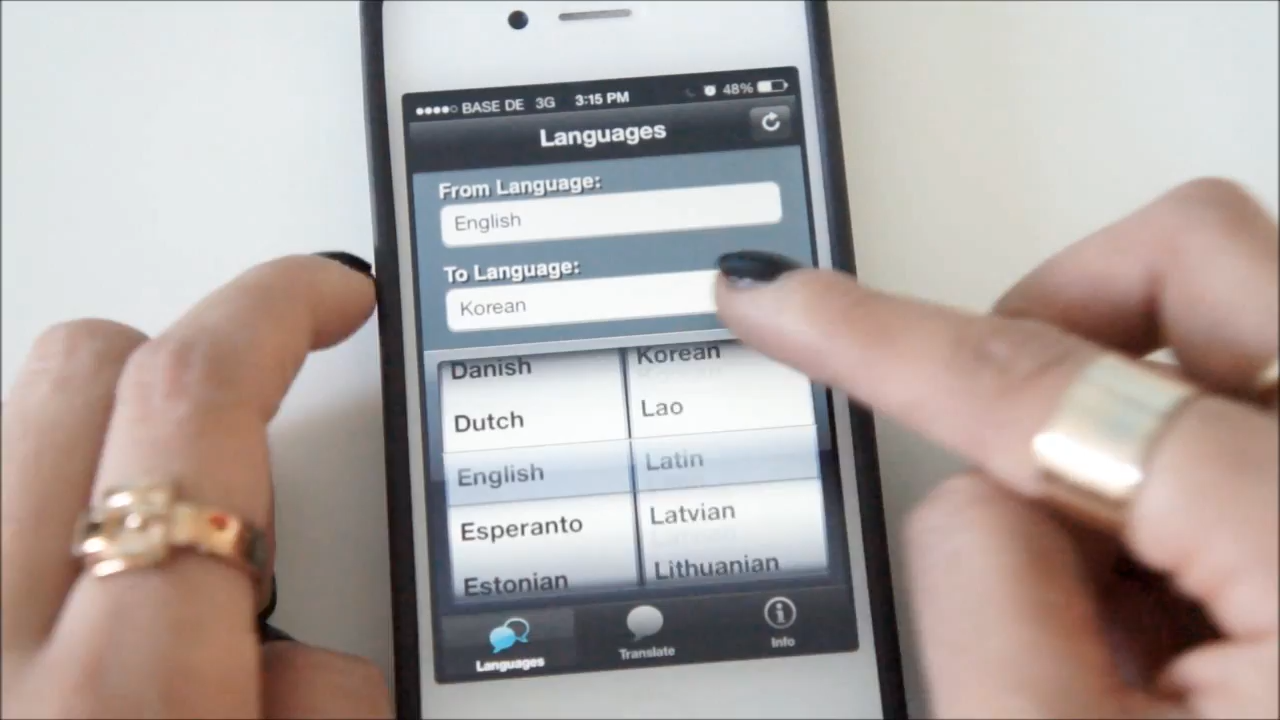 BASE DE 3G 3:15 PM 48%
Languages
From Language:
English
To Language:
Korean
Danish
Dutch
English
Esperanto
Estonian
Korean
Lao
Latin
Latvian
Lithuanian
Languages
Translate
Info